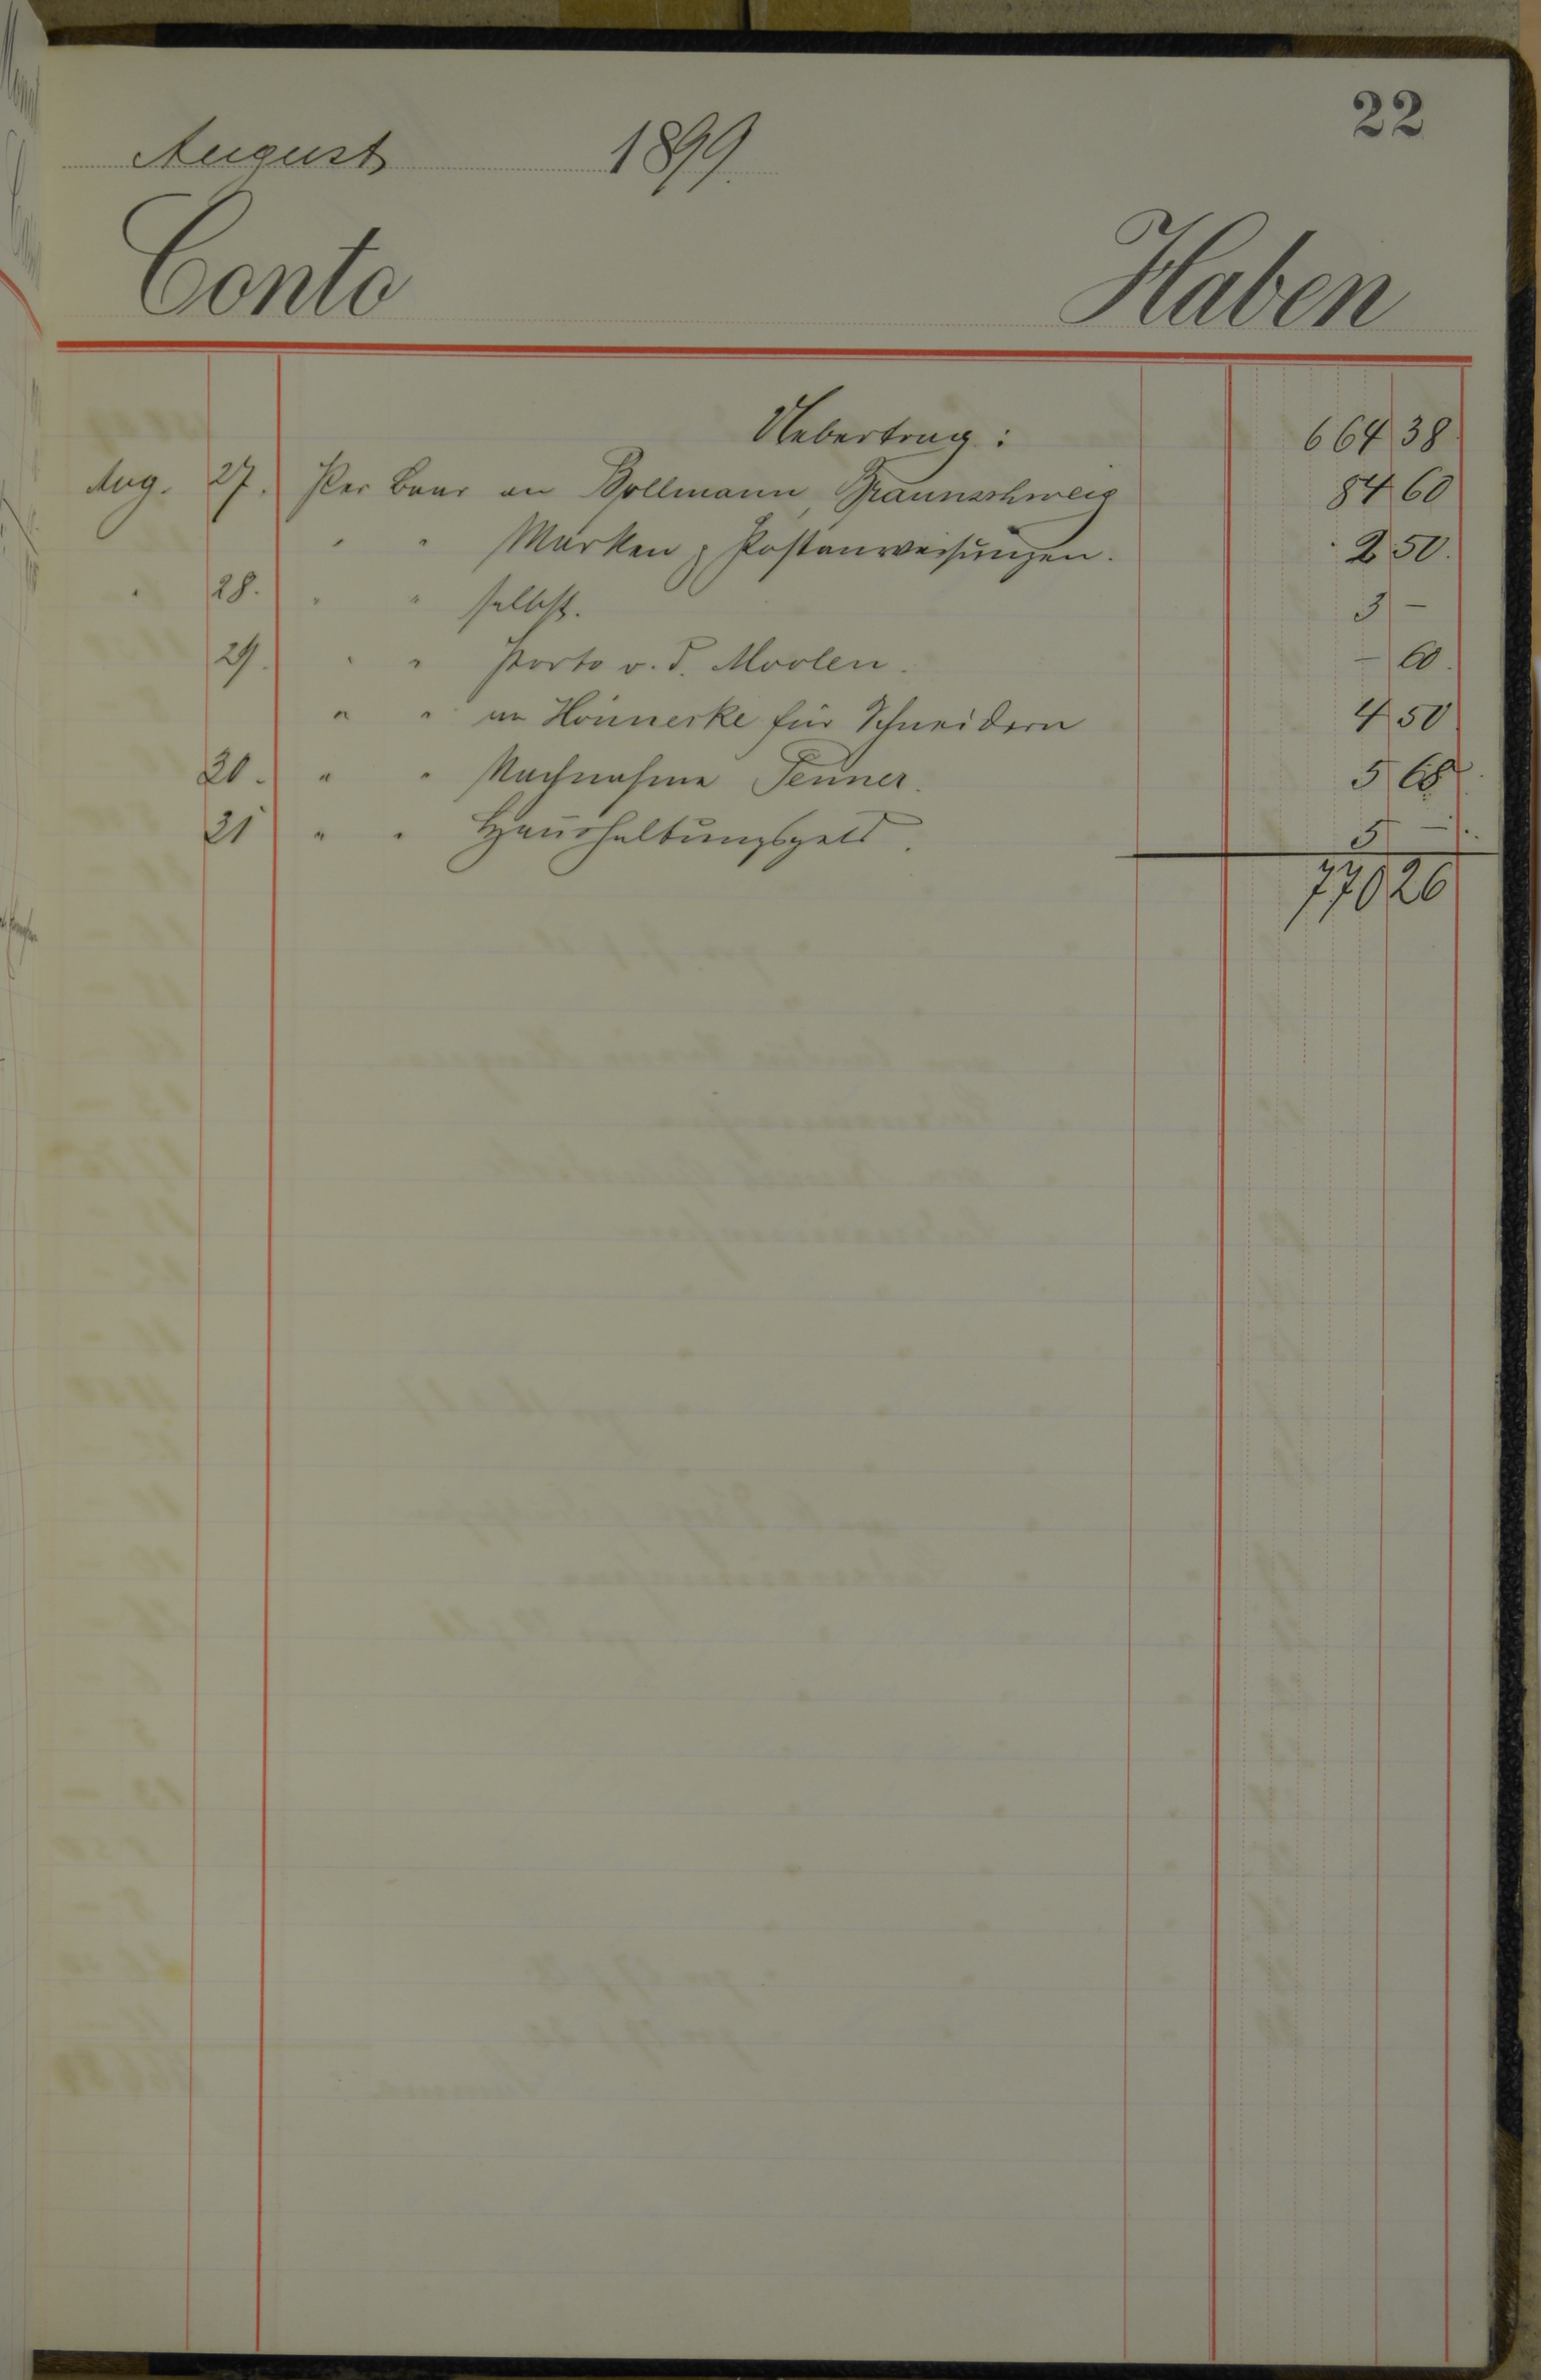 22
August 1899.
Conto Haben
Uebertrag : 664 38
Aug. 27. Per Baar an Bollmann, Braunschweig 84 60
" " Marken & Postanweisungen. 2 50.
" 28. " " selbst. 3 –
29. " " Porto v. d. Moolen. – 60.
" " an Hönnecke für Schneidern 4 50
30. " " Nachnahme Penner. 5 68
31 " " Haushaltungsgeld. 5 –
770 26